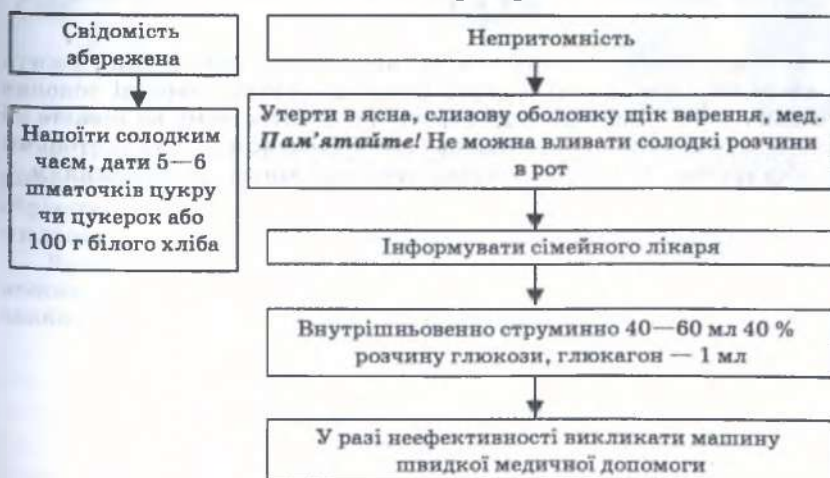 Свідомість
збережена
Напоїти солодким
чаєм, дати 5—6
шматочків цукру
чи цукерок або
100 г білого хліба
Непритомність
Утерти в ясна, слизову оболонку щік варення, мед.
Пам'ятайте! Не можна вливати солодкі розчини
в рот
Інформувати сімейного лікаря
Внутрішньовенно струминно 40—60 мл 40 %
розчину глюкози, глюкагон — 1 мл
У разі неефективності викликати машину
швидкої медичної допомоги